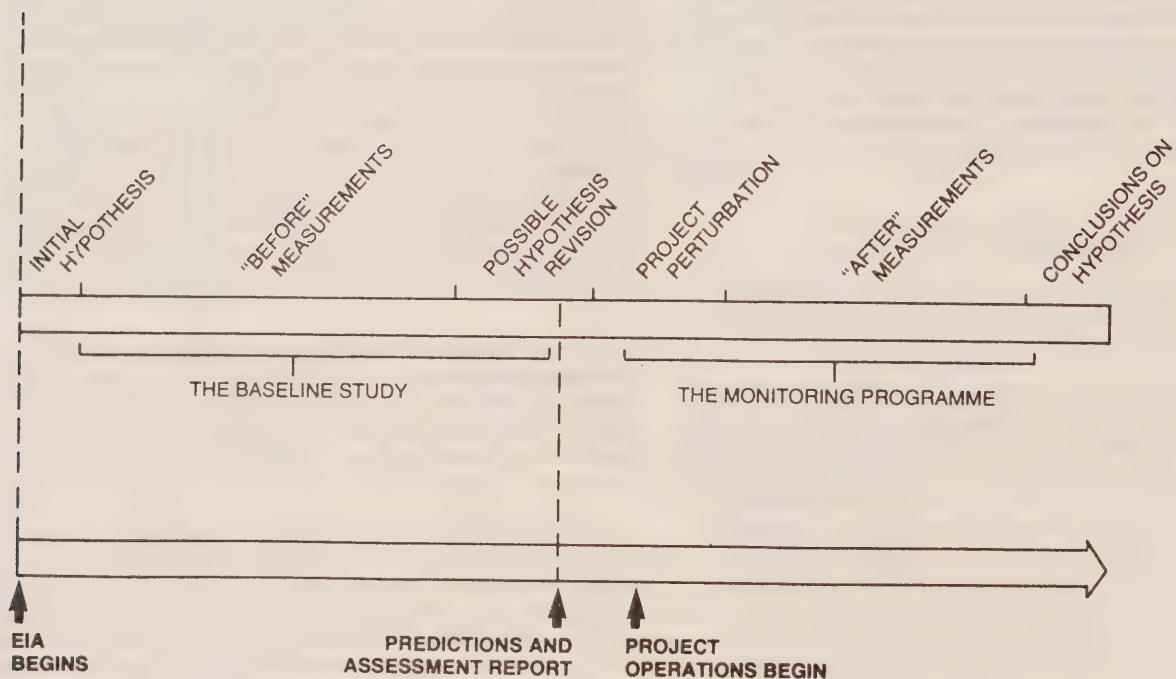 INITIAL
HYPOTHESIS
"BEFORE"
MEASUREMENTS
POSSIBLE
HYPOTHESIS
REVISION
PROJECT
PERTURBATION
"AFTER"
MEASUREMENTS
CONCLUSIONS ON
HYPOTHESIS
THE BASELINE STUDY
THE MONITORING PROGRAMME
EIA
BEGINS
PREDICTIONS AND
ASSESSMENT REPORT
PROJECT
OPERATIONS BEGIN